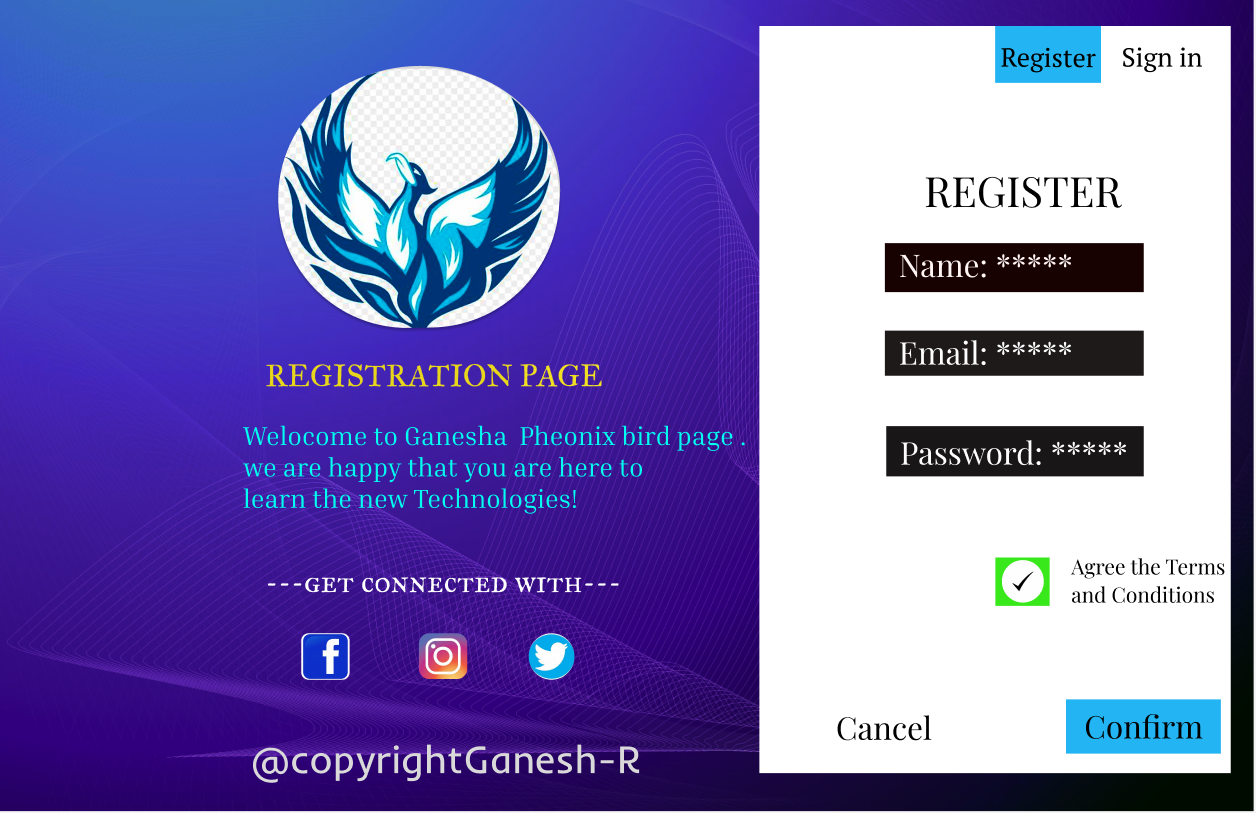 REGISTRATION PAGE
Welocome to Ganesha Pheonix bird page .
we are happy that you are here to
learn the new Technologies!
---GET CONNECTED WITH---
f
@copyrightGanesh-R
Register Sign in
REGISTER
Name: *****
Email: *****
Password: *****
Agree the Terms
and Conditions
Cancel Confirm